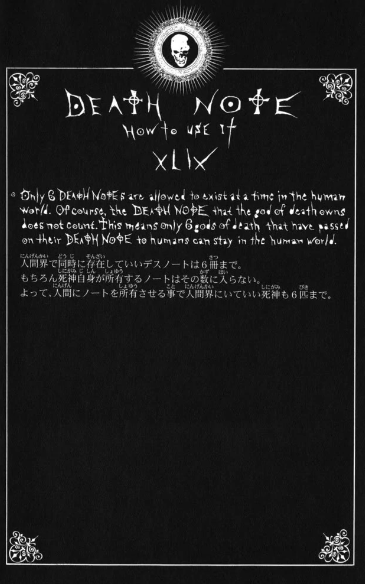 DEATH NOTE
How to use it
XLIX
Only 6 DEATH NOTEs are allowed to exist at a time in the human
world. Of course, the DEATH NOTE that the god of death owns
does not count. This means only 6 gods of death that have passed
on their DEATH NOTE to humans can stay in the human world.
人間界で同時に存在していいデスノートは6冊まで。
もちろん死神自身が所有するノートはその数に入らない。
よって、人間にノートを所有させる事で人間界にいていい死神も6匹まで。